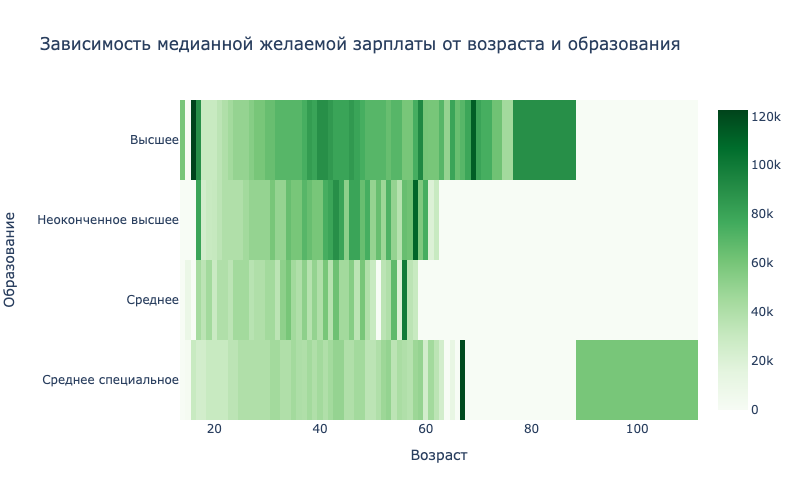 Зависимость медианной желаемой зарплаты от возраста и образования
Образование
Высшее
Неоконченное высшее
Среднее
Среднее специальное
20
40
60
80
100
Возраст
120k
100k
80k
60k
40k
20k
0